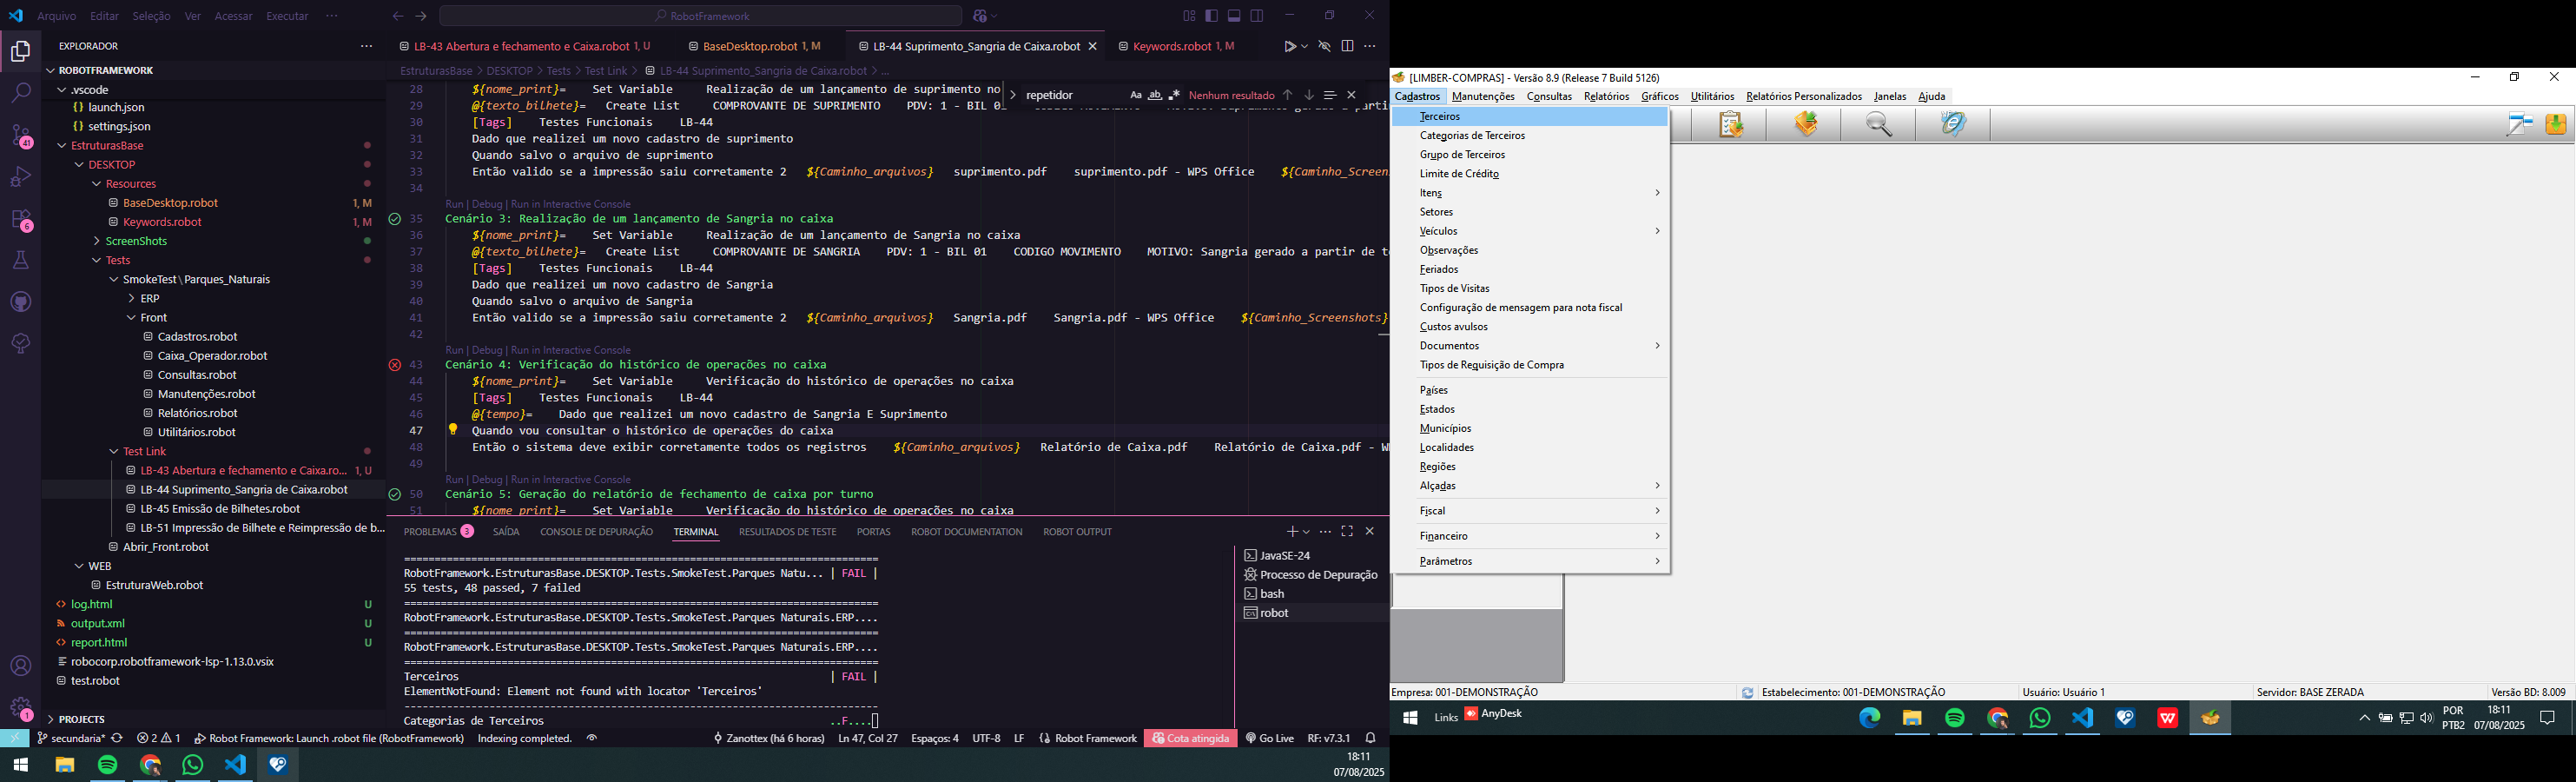 Arquivo Editar Seleção Ver Acessar Executar ···
RobotFramework
EXPLORADOR
ROBOTFRAMEWORK
.vscode
launch.json
settings.json
EstruturasBase
DESKTOP
Resources
BaseDesktop.robot 1, M
Keywords.robot 1, M
ScreenShots
Tests
SmokeTest\Parques_Naturais
ERP
Front
Cadastros.robot
Caixa_Operador.robot
Consultas.robot
Manutenções.robot
Relatórios.robot
Utilitários.robot
Test Link
LB-43 Abertura e fechamento e Caixa.ro... 1, U
LB-44 Suprimento_Sangria de Caixa.robot
LB-45 Emissão de Bilhetes.robot
LB-51 Impressão de Bilhete e Reimpressão de b...
Abrir_Front.robot
WEB
EstruturaWeb.robot
log.html U
output.xml U
report.html U
robocorp.robotframework-lsp-1.13.0.vsix
test.robot
PROJECTS
41
6
1
LB-43 Abertura e fechamento e Caixa.robot 1, U
BaseDesktop.robot 1, M
LB-44 Suprimento_Sangria de Caixa.robot
Keywords.robot 1, M
EstruturasBase > DESKTOP > Tests > Test Link > LB-44 Suprimento_Sangria de Caixa.robot > ...
repetidor Aa ab .* Nenhum resultado
28 ${nome_print}= Set Variable Realização de um lançamento de suprimento no
29 @{texto_bilhete}= Create List COMPROVANTE DE SUPRIMENTO PDV: 1 - BIL 01
30 [Tags] Testes Funcionais LB-44
31 Dado que realizei um novo cadastro de suprimento
32 Quando salvo o arquivo de suprimento
33 Então valido se a impressão saiu corretamente 2 ${Caminho_arquivos} suprimento.pdf suprimento.pdf - WPS Office ${Caminho_Screens
34
Run | Debug | Run in Interactive Console
35 Cenário 3: Realização de um lançamento de Sangria no caixa
36 ${nome_print}= Set Variable Realização de um lançamento de Sangria no caixa
37 @{texto_bilhete}= Create List COMPROVANTE DE SANGRIA PDV: 1 - BIL 01 CODIGO MOVIMENTO MOTIVO: Sangria gerado a partir de te
38 [Tags] Testes Funcionais LB-44
39 Dado que realizei um novo cadastro de Sangria
40 Quando salvo o arquivo de Sangria
41 Então valido se a impressão saiu corretamente 2 ${Caminho_arquivos} Sangria.pdf Sangria.pdf - WPS Office ${Caminho_Screenshots}
42
Run | Debug | Run in Interactive Console
43 Cenário 4: Verificação do histórico de operações no caixa
44 ${nome_print}= Set Variable Verificação do histórico de operações no caixa
45 [Tags] Testes Funcionais LB-44
46 @{tempo}= Dado que realizei um novo cadastro de Sangria E Suprimento
47 Quando vou consultar o histórico de operações do caixa
48 Então o sistema deve exibir corretamente todos os registros ${Caminho_arquivos} Relatório de Caixa.pdf Relatório de Caixa.pdf - W
49
Run | Debug | Run in Interactive Console
50 Cenário 5: Geração do relatório de fechamento de caixa por turno
51 ${nome_print}= Set Variable Verificação do histórico de operações no caixa
PROBLEMAS 3 SAÍDA CONSOLE DE DEPURAÇÃO TERMINAL RESULTADOS DE TESTE PORTAS ROBOT DOCUMENTATION ROBOT OUTPUT
==============================================================================
RobotFramework.EstruturasBase.DESKTOP.Tests.SmokeTest.Parques Natu... | FAIL |
55 tests, 48 passed, 7 failed
==============================================================================
RobotFramework.EstruturasBase.DESKTOP.Tests.SmokeTest.Parques Naturais.ERP....
==============================================================================
RobotFramework.EstruturasBase.DESKTOP.Tests.SmokeTest.Parques Naturais.ERP....
==============================================================================
Terceiros | FAIL |
ElementNotFound: Element not found with locator 'Terceiros'
------------------------------------------------------------------------------
Categorias de Terceiros ..F....
JavaSE-24
Processo de Depuração
bash
robot
secundaria* 2 1 Robot Framework: Launch .robot file (RobotFramework) Indexing completed. Zanottex (há 6 horas) Ln 47, Col 27 Espaços: 4 UTF-8 LF Robot Framework Cota atingida Go Live RF: v7.3.1
18:11
07/08/2025
[LIMBER-COMPRAS] - Versão 8.9 (Release 7 Build 5126)
Cadastros Manutenções Consultas Relatórios Gráficos Utilitários Relatórios Personalizados Janelas Ajuda
Terceiros
Categorias de Terceiros
Grupo de Terceiros
Limite de Crédito
Itens
Setores
Veículos
Observações
Feriados
Tipos de Visitas
Configuração de mensagem para nota fiscal
Custos avulsos
Documentos
Tipos de Requisição de Compra
Países
Estados
Municípios
Localidades
Regiões
Alçadas
Fiscal
Financeiro
Parâmetros
Empresa: 001-DEMONSTRAÇÃO Estabelecimento: 001-DEMONSTRAÇÃO Usuário: Usuário 1 Servidor: BASE ZERADA Versão BD: 8.009
Links AnyDesk
POR
PTB2
18:11
07/08/2025